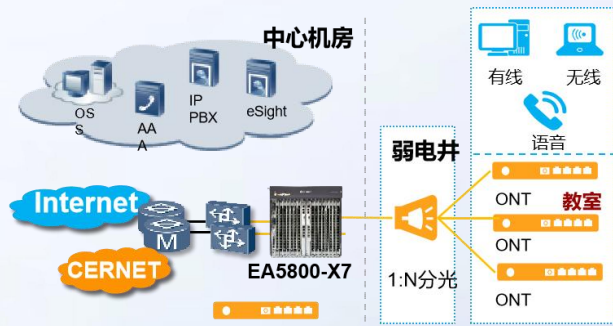 中心机房
OS
S
AA
A
IP
PBX
eSight
Internet
CERNET
M
EA5800-X7
弱电井
1:N分光
有线
无线
语音
ONT
教室
ONT
ONT